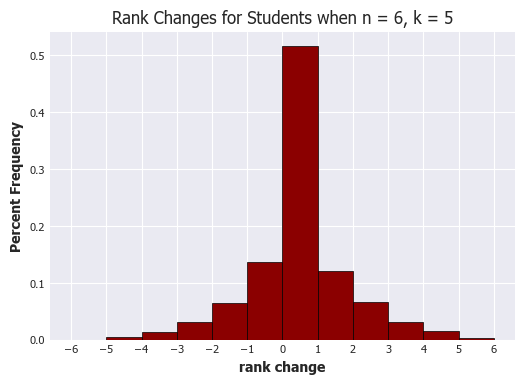 Rank Changes for Students when n = 6, k = 5
Percent Frequency
0.5
0.4
0.3
0.2
0.1
0.0
−6 −5 −4 −3 −2 −1 0 1 2 3 4 5 6
rank change